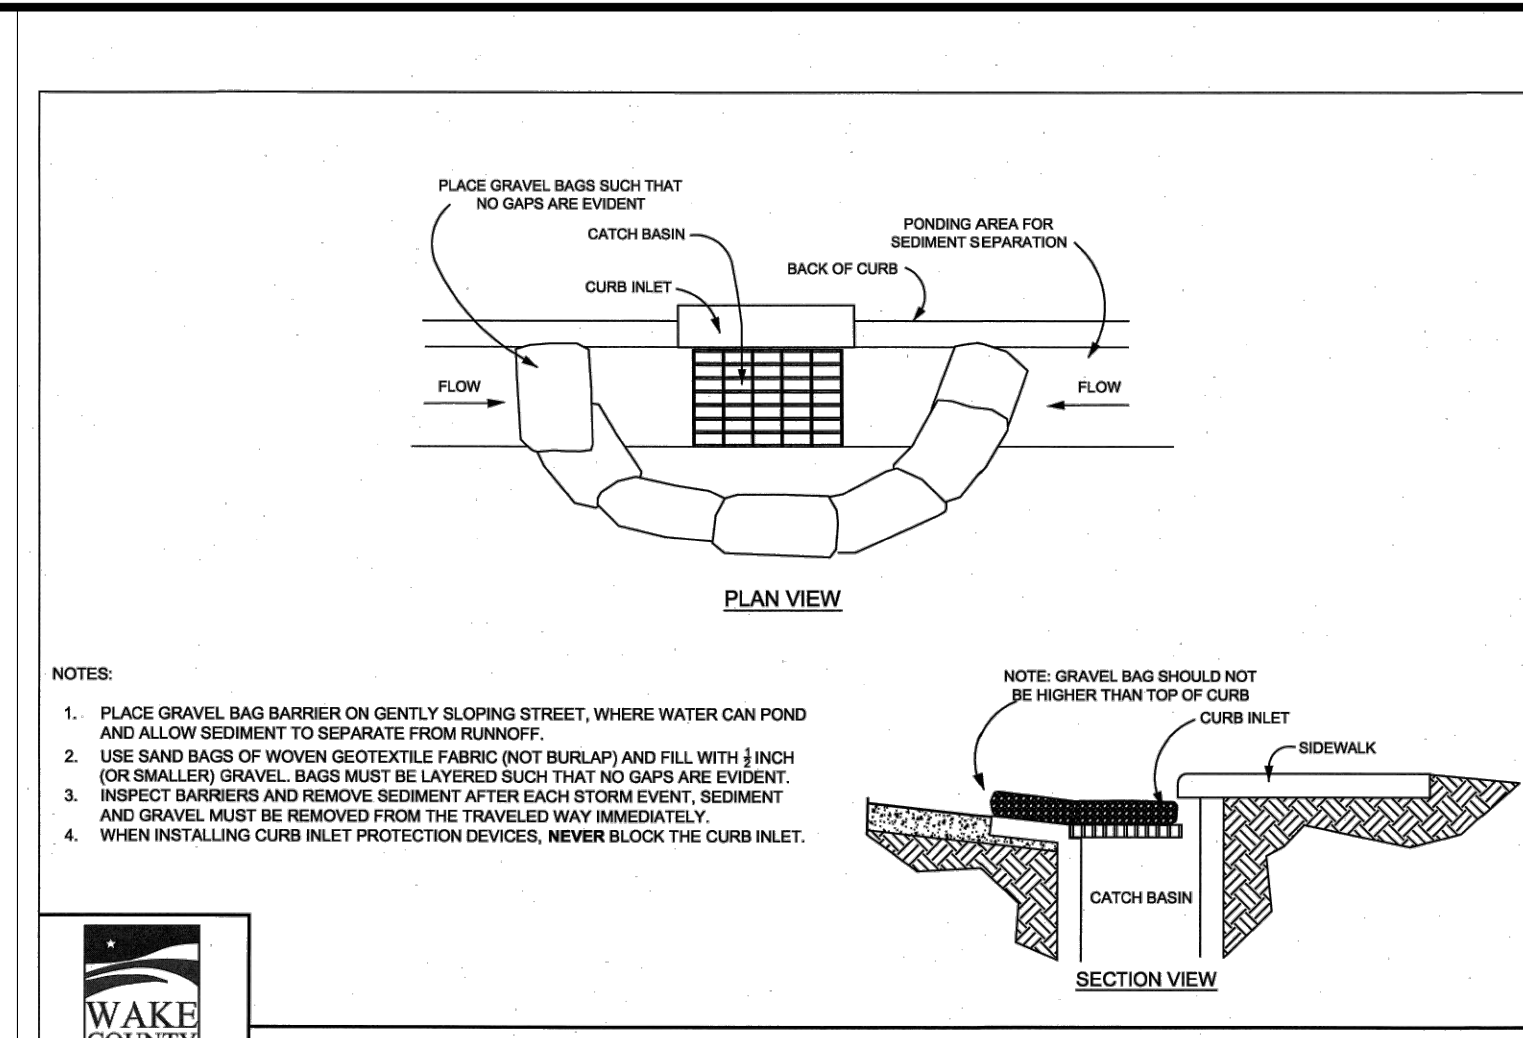 PLACE GRAVEL BAGS SUCH THAT
NO GAPS ARE EVIDENT
CATCH BASIN
CURB INLET
PONDING AREA FOR
SEDIMENT SEPARATION
BACK OF CURB
FLOW
FLOW
PLAN VIEW
NOTES:
1. PLACE GRAVEL BAG BARRIER ON GENTLY SLOPING STREET, WHERE WATER CAN POND
AND ALLOW SEDIMENT TO SEPARATE FROM RUNNOFF.
2. USE SAND BAGS OF WOVEN GEOTEXTILE FABRIC (NOT BURLAP) AND FILL WITH ½ INCH
(OR SMALLER) GRAVEL. BAGS MUST BE LAYERED SUCH THAT NO GAPS ARE EVIDENT.
3. INSPECT BARRIERS AND REMOVE SEDIMENT AFTER EACH STORM EVENT, SEDIMENT
AND GRAVEL MUST BE REMOVED FROM THE TRAVELED WAY IMMEDIATELY.
4. WHEN INSTALLING CURB INLET PROTECTION DEVICES, NEVER BLOCK THE CURB INLET.
NOTE: GRAVEL BAG SHOULD NOT
BE HIGHER THAN TOP OF CURB
CURB INLET
SIDEWALK
CATCH BASIN
SECTION VIEW
WAKE
COUNTY